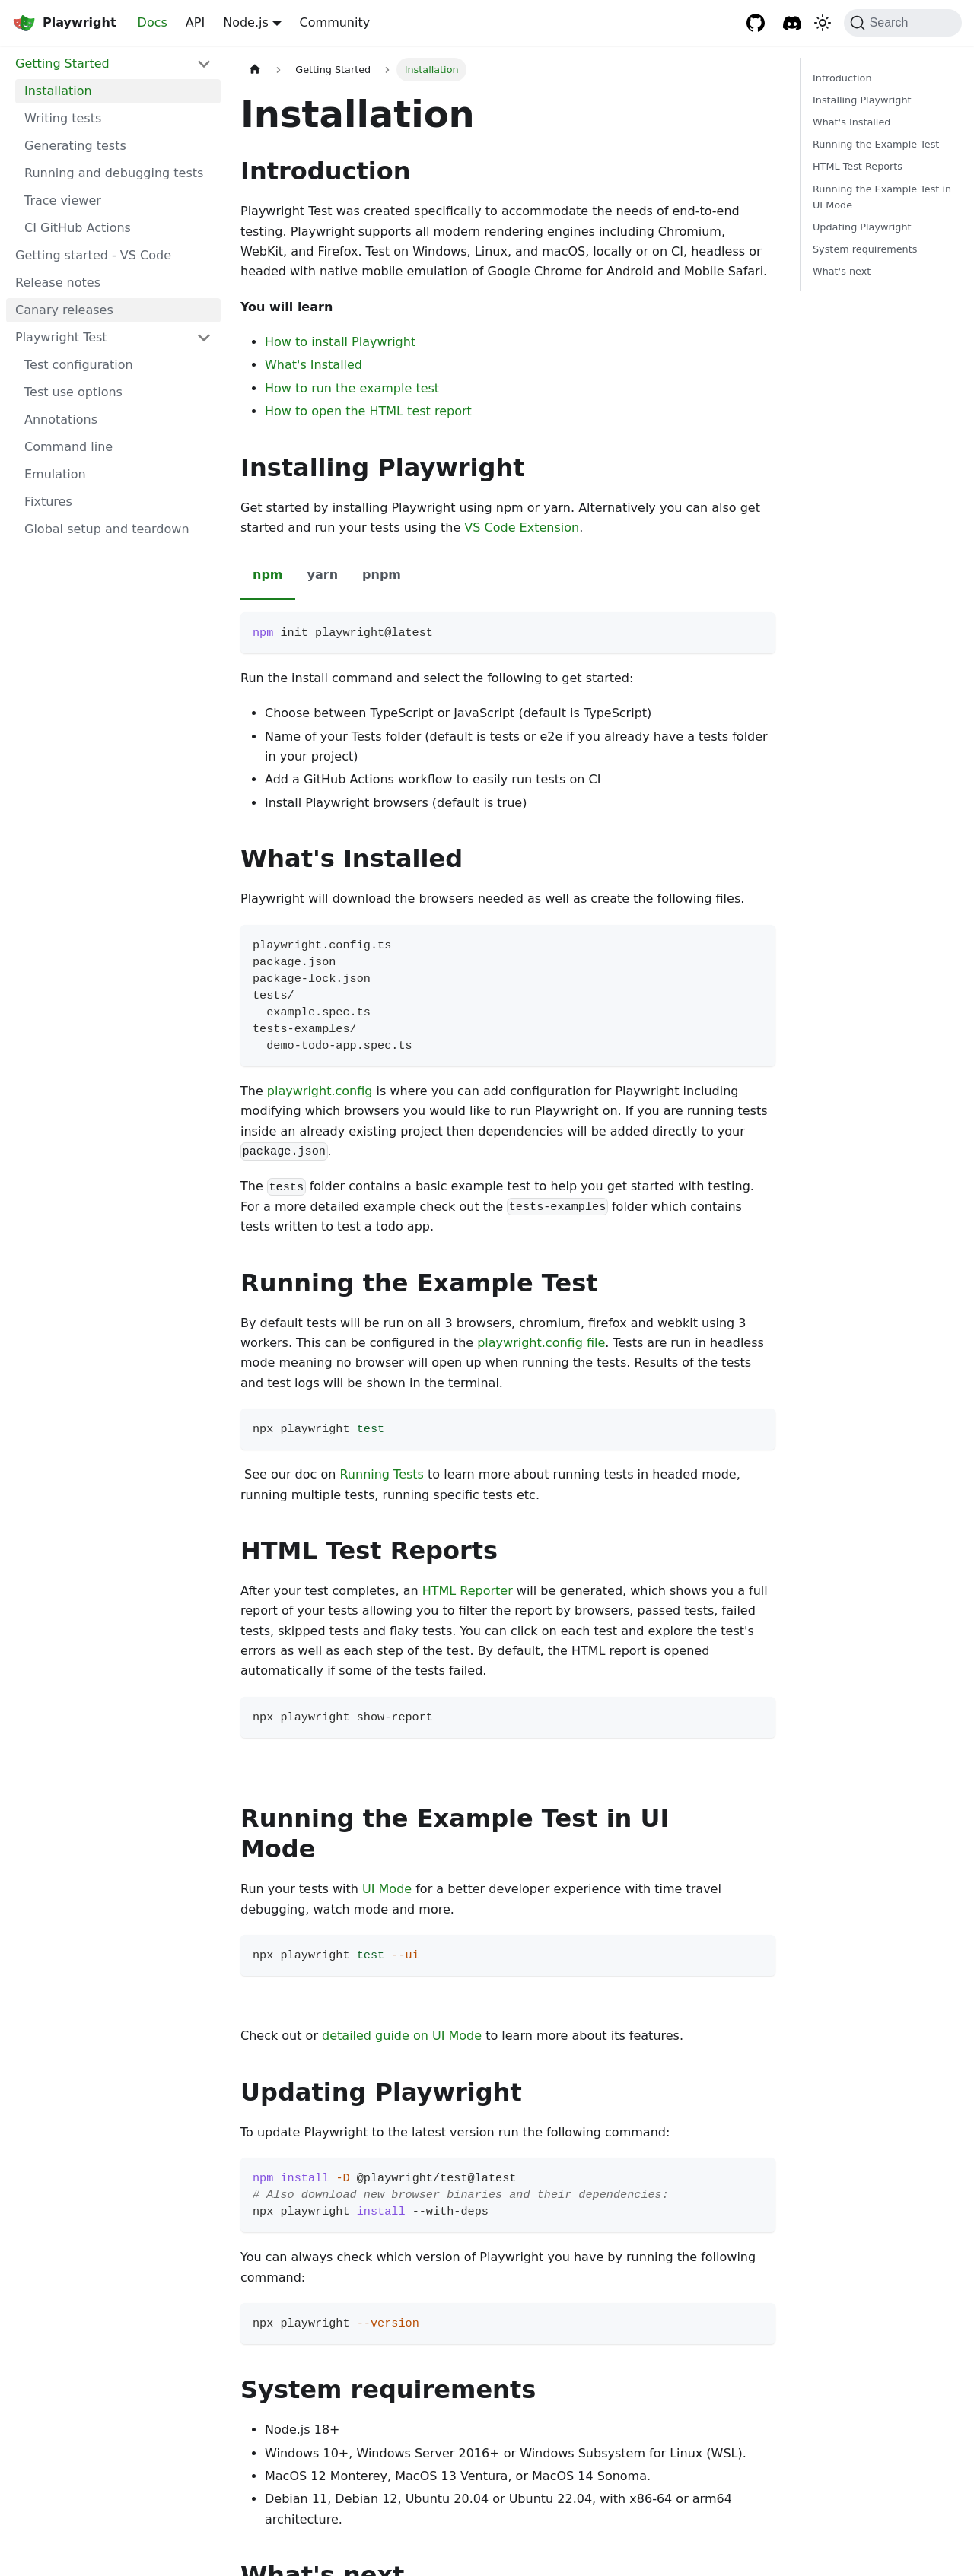 Playwright Docs API Node.js Community Search
Getting Started
Installation
Writing tests
Generating tests
Running and debugging tests
Trace viewer
CI GitHub Actions
Getting started - VS Code
Release notes
Canary releases
Playwright Test
Test configuration
Test use options
Annotations
Command line
Emulation
Fixtures
Global setup and teardown
Getting Started Installation
Installation
Introduction
Playwright Test was created specifically to accommodate the needs of end-to-end
testing. Playwright supports all modern rendering engines including Chromium,
WebKit, and Firefox. Test on Windows, Linux, and macOS, locally or on CI, headless or
headed with native mobile emulation of Google Chrome for Android and Mobile Safari.
You will learn
• How to install Playwright
• What's Installed
• How to run the example test
• How to open the HTML test report
Installing Playwright
Get started by installing Playwright using npm or yarn. Alternatively you can also get
started and run your tests using the VS Code Extension.
npm yarn pnpm
npm init playwright@latest
Run the install command and select the following to get started:
• Choose between TypeScript or JavaScript (default is TypeScript)
• Name of your Tests folder (default is tests or e2e if you already have a tests folder
in your project)
• Add a GitHub Actions workflow to easily run tests on CI
• Install Playwright browsers (default is true)
What's Installed
Playwright will download the browsers needed as well as create the following files.
playwright.config.ts
package.json
package-lock.json
tests/
  example.spec.ts
tests-examples/
  demo-todo-app.spec.ts
The playwright.config is where you can add configuration for Playwright including
modifying which browsers you would like to run Playwright on. If you are running tests
inside an already existing project then dependencies will be added directly to your
package.json.
The tests folder contains a basic example test to help you get started with testing.
For a more detailed example check out the tests-examples folder which contains
tests written to test a todo app.
Running the Example Test
By default tests will be run on all 3 browsers, chromium, firefox and webkit using 3
workers. This can be configured in the playwright.config file. Tests are run in headless
mode meaning no browser will open up when running the tests. Results of the tests
and test logs will be shown in the terminal.
npx playwright test
See our doc on Running Tests to learn more about running tests in headed mode,
running multiple tests, running specific tests etc.
HTML Test Reports
After your test completes, an HTML Reporter will be generated, which shows you a full
report of your tests allowing you to filter the report by browsers, passed tests, failed
tests, skipped tests and flaky tests. You can click on each test and explore the test's
errors as well as each step of the test. By default, the HTML report is opened
automatically if some of the tests failed.
npx playwright show-report
Running the Example Test in UI
Mode
Run your tests with UI Mode for a better developer experience with time travel
debugging, watch mode and more.
npx playwright test --ui
Check out or detailed guide on UI Mode to learn more about its features.
Updating Playwright
To update Playwright to the latest version run the following command:
npm install -D @playwright/test@latest
# Also download new browser binaries and their dependencies:
npx playwright install --with-deps
You can always check which version of Playwright you have by running the following
command:
npx playwright --version
System requirements
• Node.js 18+
• Windows 10+, Windows Server 2016+ or Windows Subsystem for Linux (WSL).
• MacOS 12 Monterey, MacOS 13 Ventura, or MacOS 14 Sonoma.
• Debian 11, Debian 12, Ubuntu 20.04 or Ubuntu 22.04, with x86-64 or arm64
architecture.
What's next
Introduction
Installing Playwright
What's Installed
Running the Example Test
HTML Test Reports
Running the Example Test in
UI Mode
Updating Playwright
System requirements
What's next